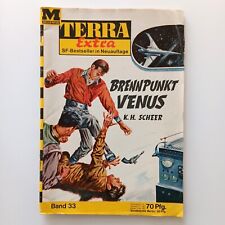 M
TERRA
Extra
SF-Bestseller in Neuauflage
BRENNPUNKT
VENUS
K. H. SCHEER
Band 33
70 Pfg.